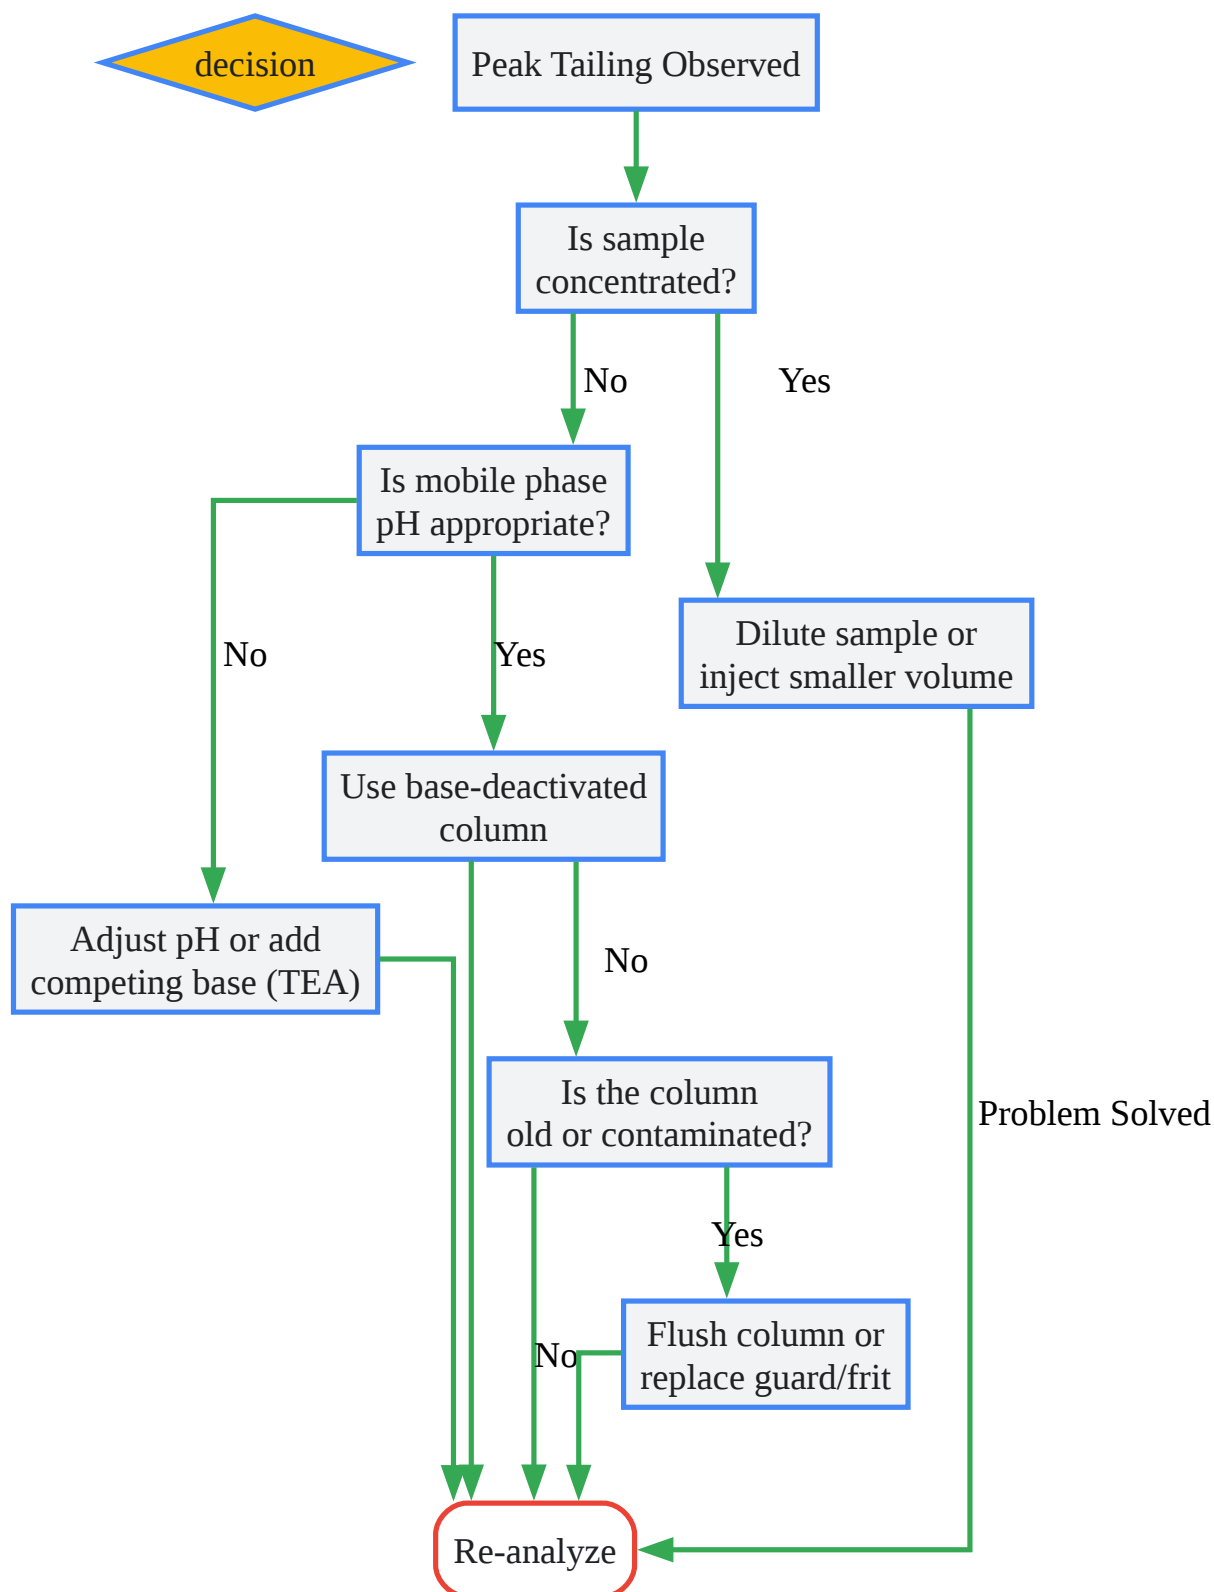 decision
Peak Tailing Observed
Is sample
concentrated?
No
Yes
Is mobile phase
pH appropriate?
No
Yes
Dilute sample or
inject smaller volume
Use base-deactivated
column
Adjust pH or add
competing base (TEA)
No
Is the column
old or contaminated?
Problem Solved
Yes
No
Flush column or
replace guard/frit
Re-analyze